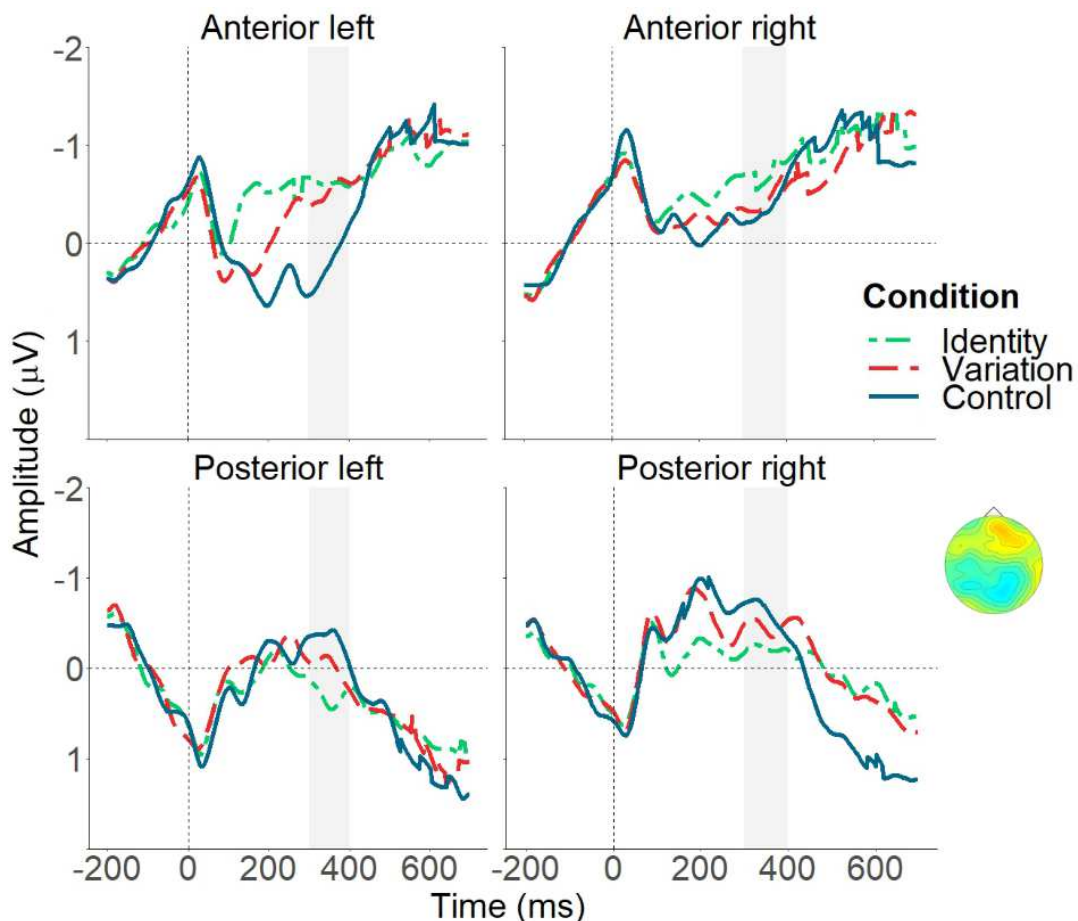 Anterior left
Anterior right
-2
-1
0
1
Amplitude (μV)
Condition
Identity
Variation
Control
Posterior left
Posterior right
-2
-1
0
1
-200 0 200 400 600
-200 0 200 400 600
Time (ms)